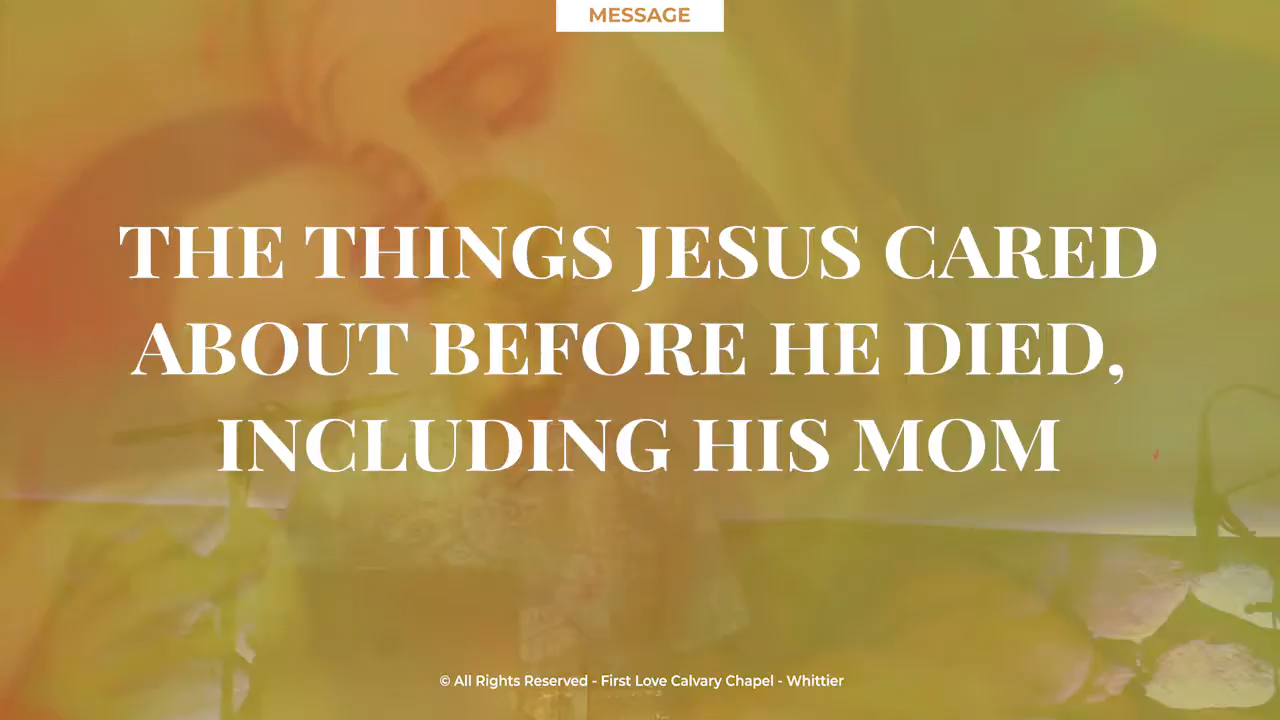 MESSAGE
THE THINGS JESUS CARED
ABOUT BEFORE HE DIED,
INCLUDING HIS MOM
© All Rights Reserved - First Love Calvary Chapel - Whittier